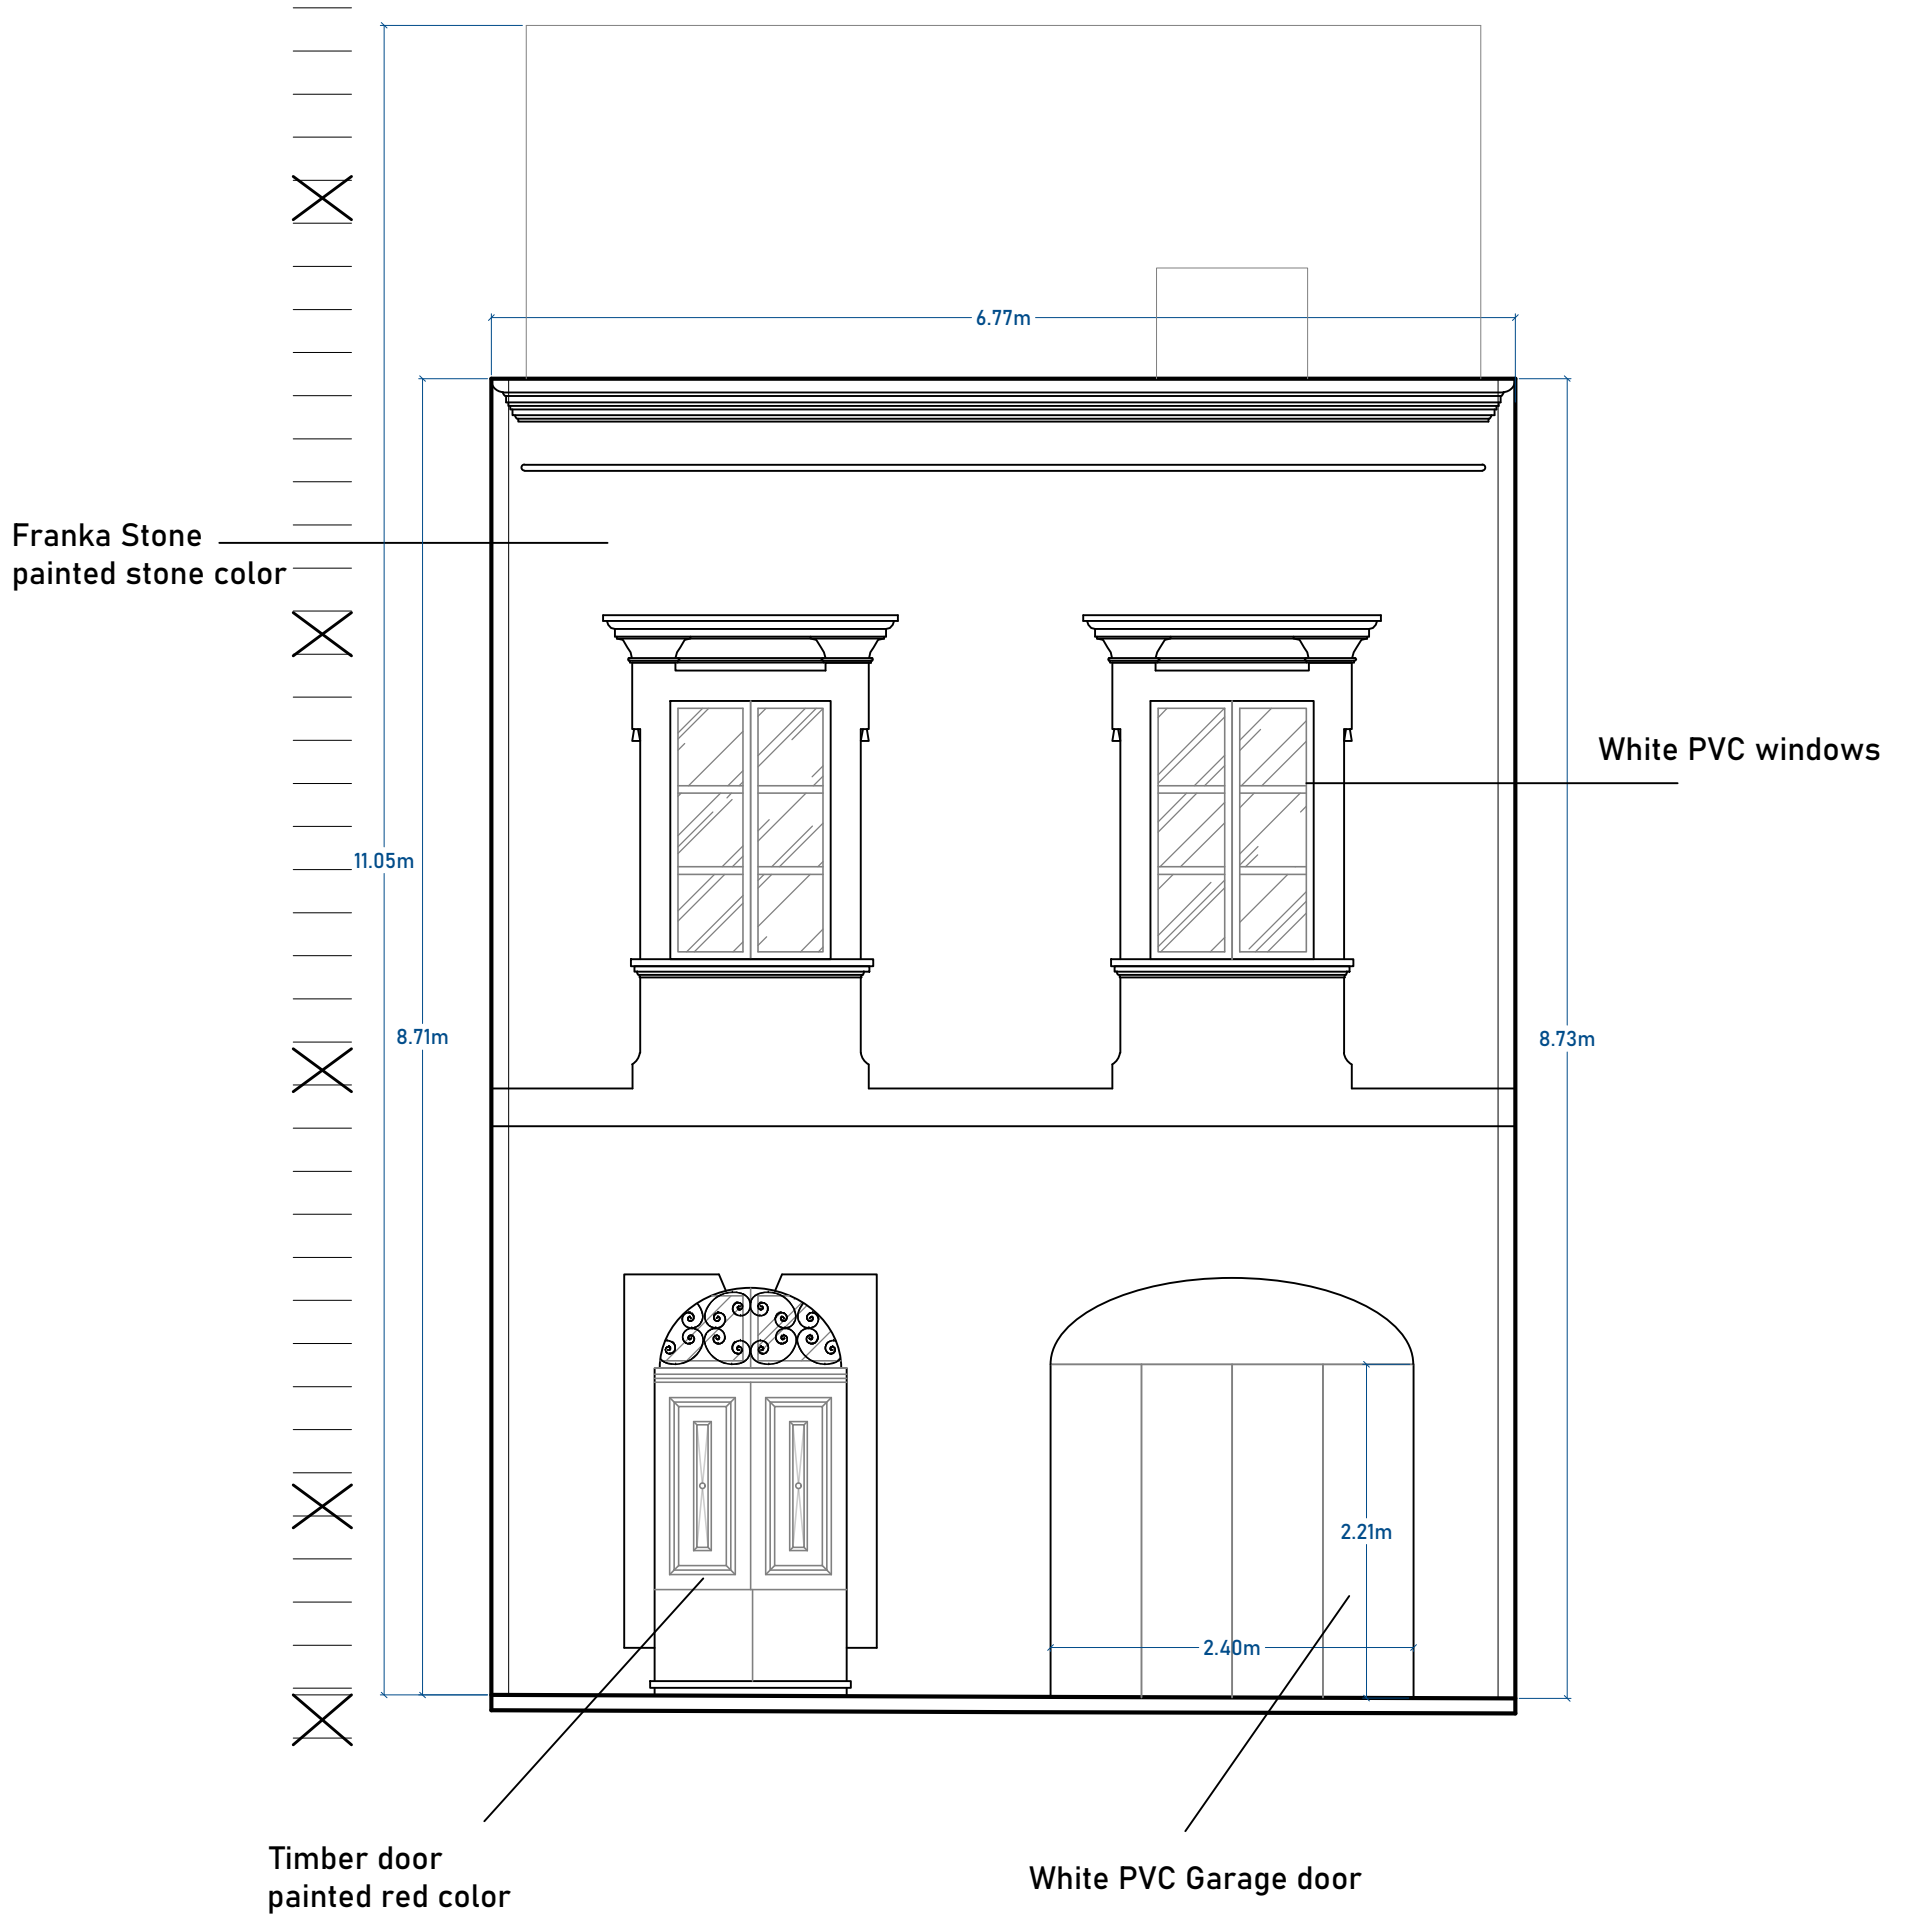 6.77m
Franka Stone
painted stone color
White PVC windows
11.05m
8.71m
8.73m
2.21m
2.40m
Timber door
painted red color
White PVC Garage door